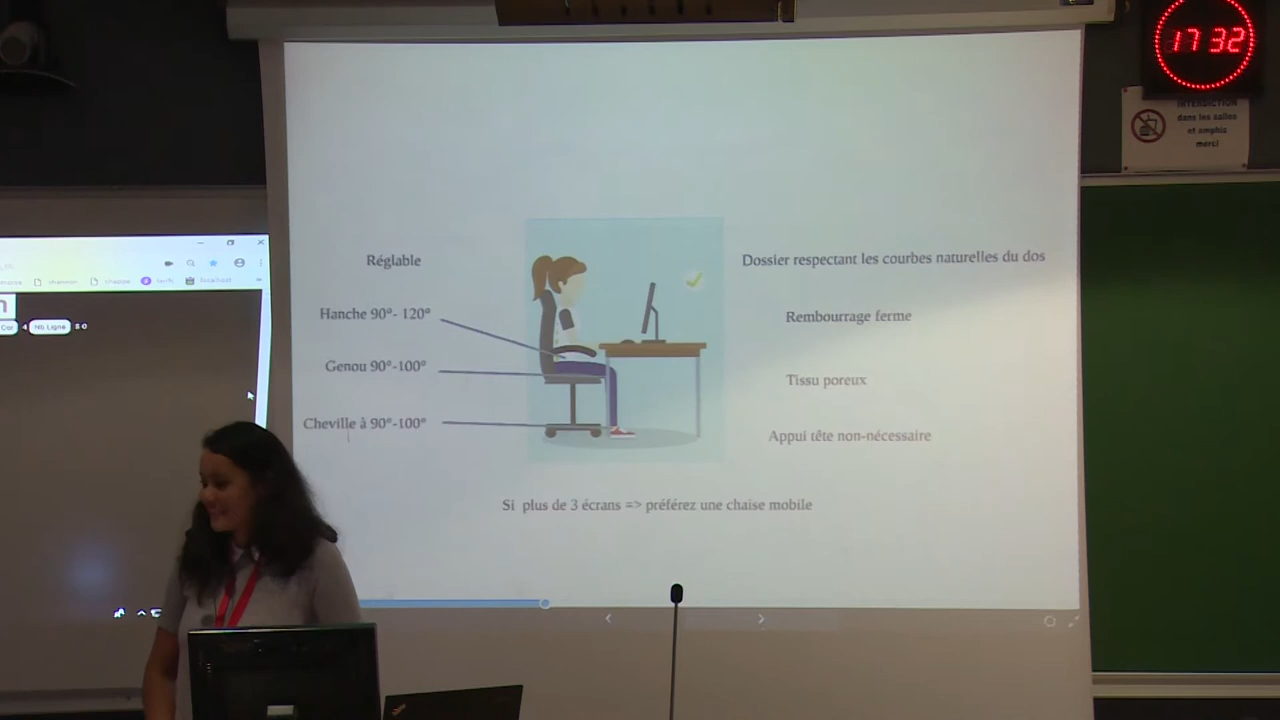 17 32
INTERDICTION
dans les salles
et amphis
merci
Réglable
Hanche 90°- 120°
Genou 90°-100°
Cheville à 90°-100°
Dossier respectant les courbes naturelles du dos
Rembourrage ferme
Tissu poreux
Appui tête non-nécessaire
Si plus de 3 écrans => préférez une chaise mobile
Car
4
Nb Ligne